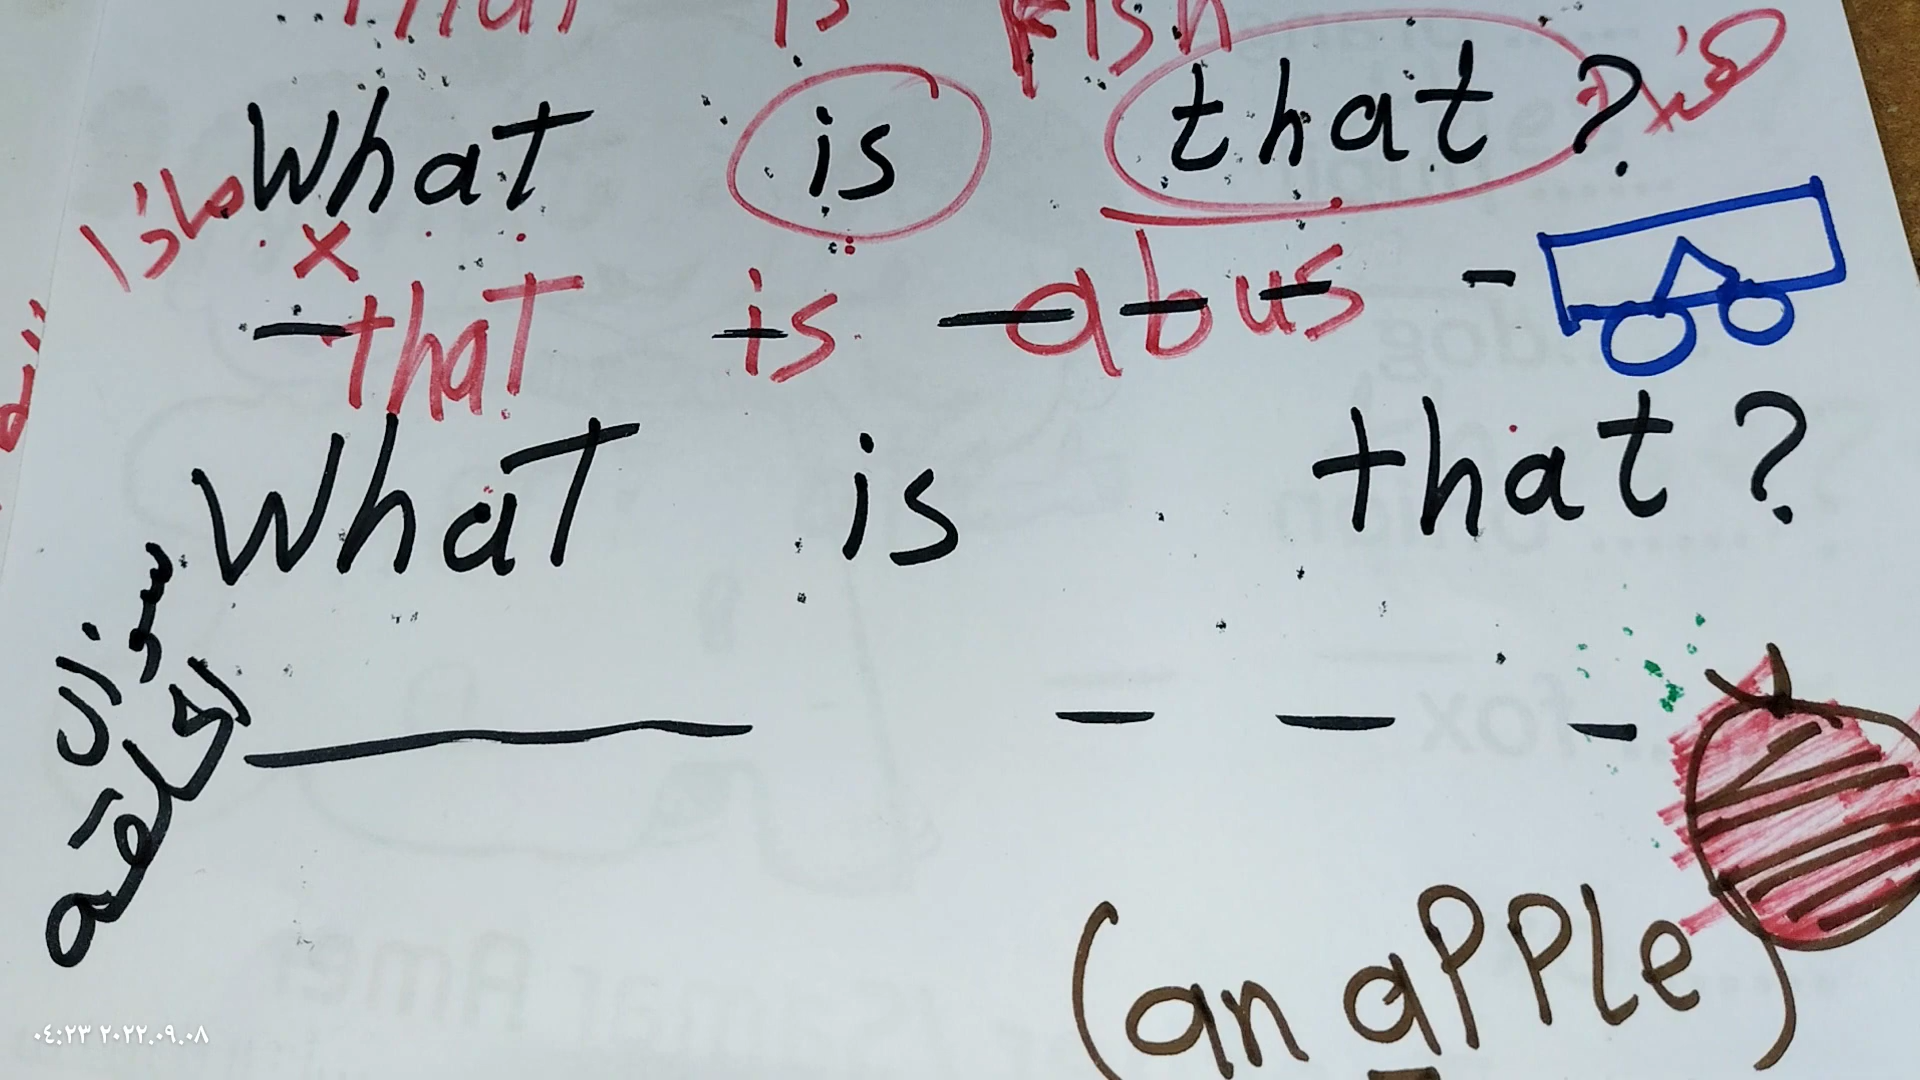 That is Fish
What is that?
ماذا
هذا
x
that is a bus
What is that?
سؤال
an apple
٠٤:٢٣ ٢٠٢٢.٠٩.٠٨